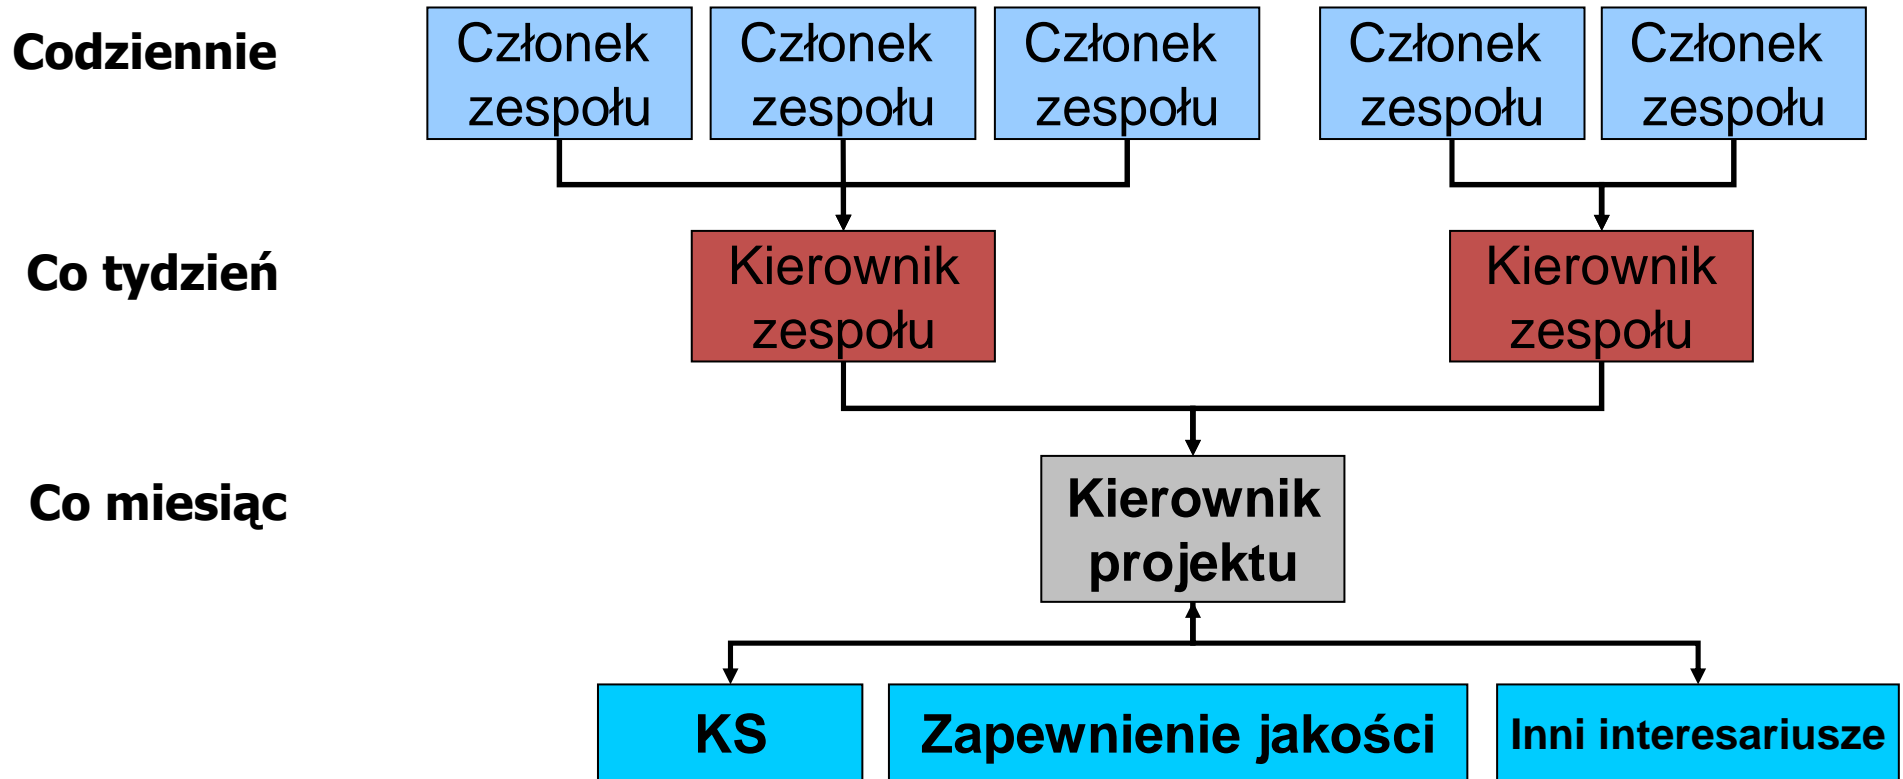 Codziennie
Członek
zespołu
Członek
zespołu
Członek
zespołu
Członek
zespołu
Członek
zespołu
Co tydzień
Kierownik
zespołu
Kierownik
zespołu
Co miesiąc
Kierownik
projektu
KS
Zapewnienie jakości
Inni interesariusze